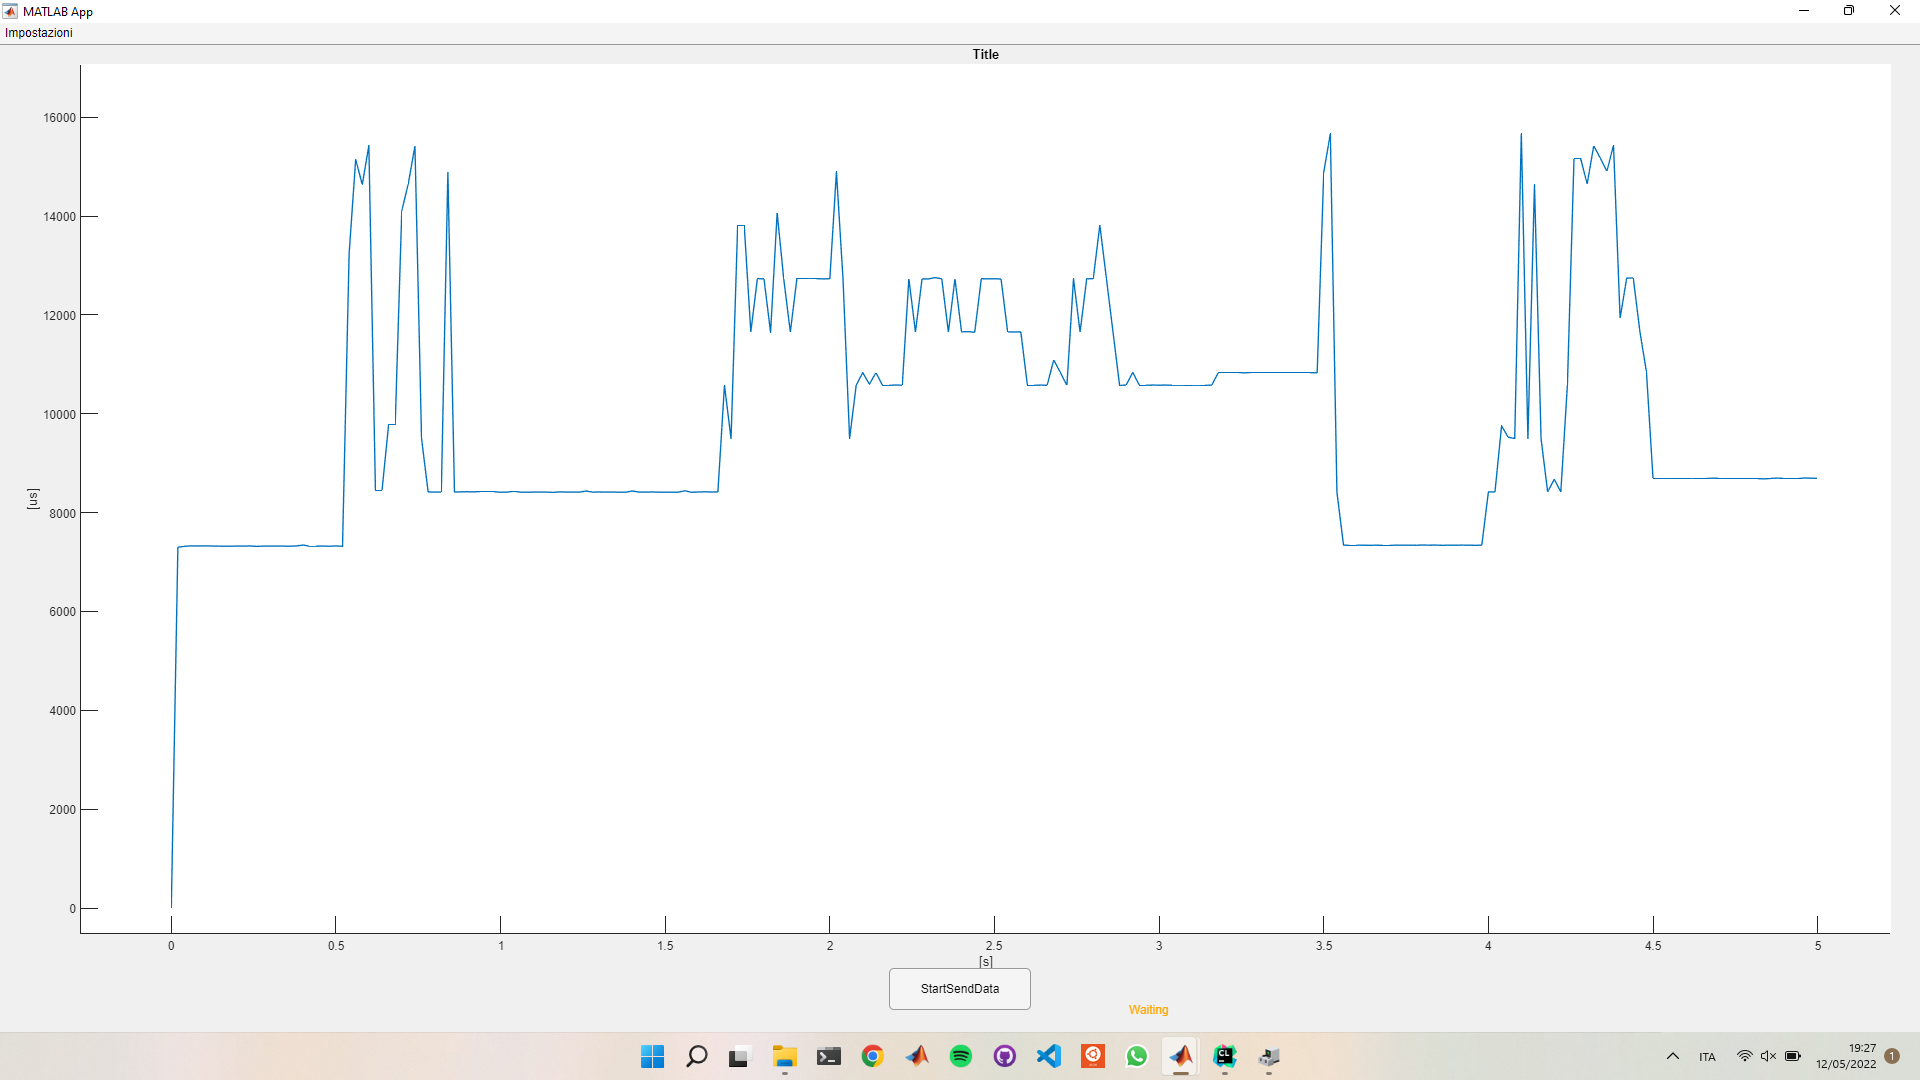 MATLAB App
Impostazioni
Title
16000
14000
12000
10000
8000
6000
4000
2000
0
[us]
0 0.5 1 1.5 2 2.5 3 3.5 4 4.5 5
[s]
StartSendData
Waiting
CL
ITA
19:27
12/05/2022
1